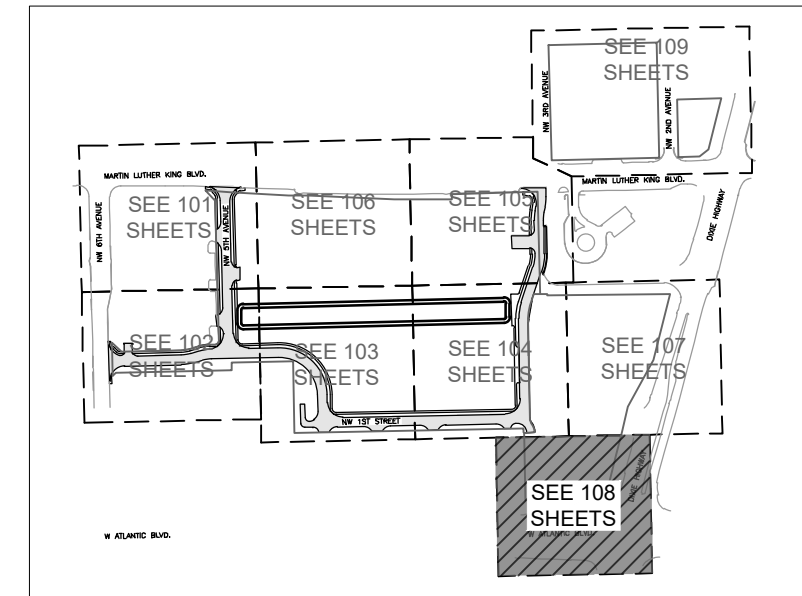 SEE 109
SHEETS
NW 3RD AVENUE
NW 2ND AVENUE
MARTIN LUTHER KING BLVD.
MARTIN LUTHER KING BLVD.
SEE 101
SHEETS
SEE 106
SHEETS
SEE 105
SHEETS
NW 6TH AVENUE
NW 5TH AVENUE
DIXIE HIGHWAY
SEE 102
SHEETS
SEE 103
SHEETS
SEE 104
SHEETS
SEE 107
SHEETS
NW 1ST STREET
DIXIE HIGHWAY
SEE 108
SHEETS
W ATLANTIC BLVD.
W ATLANTIC BLVD.